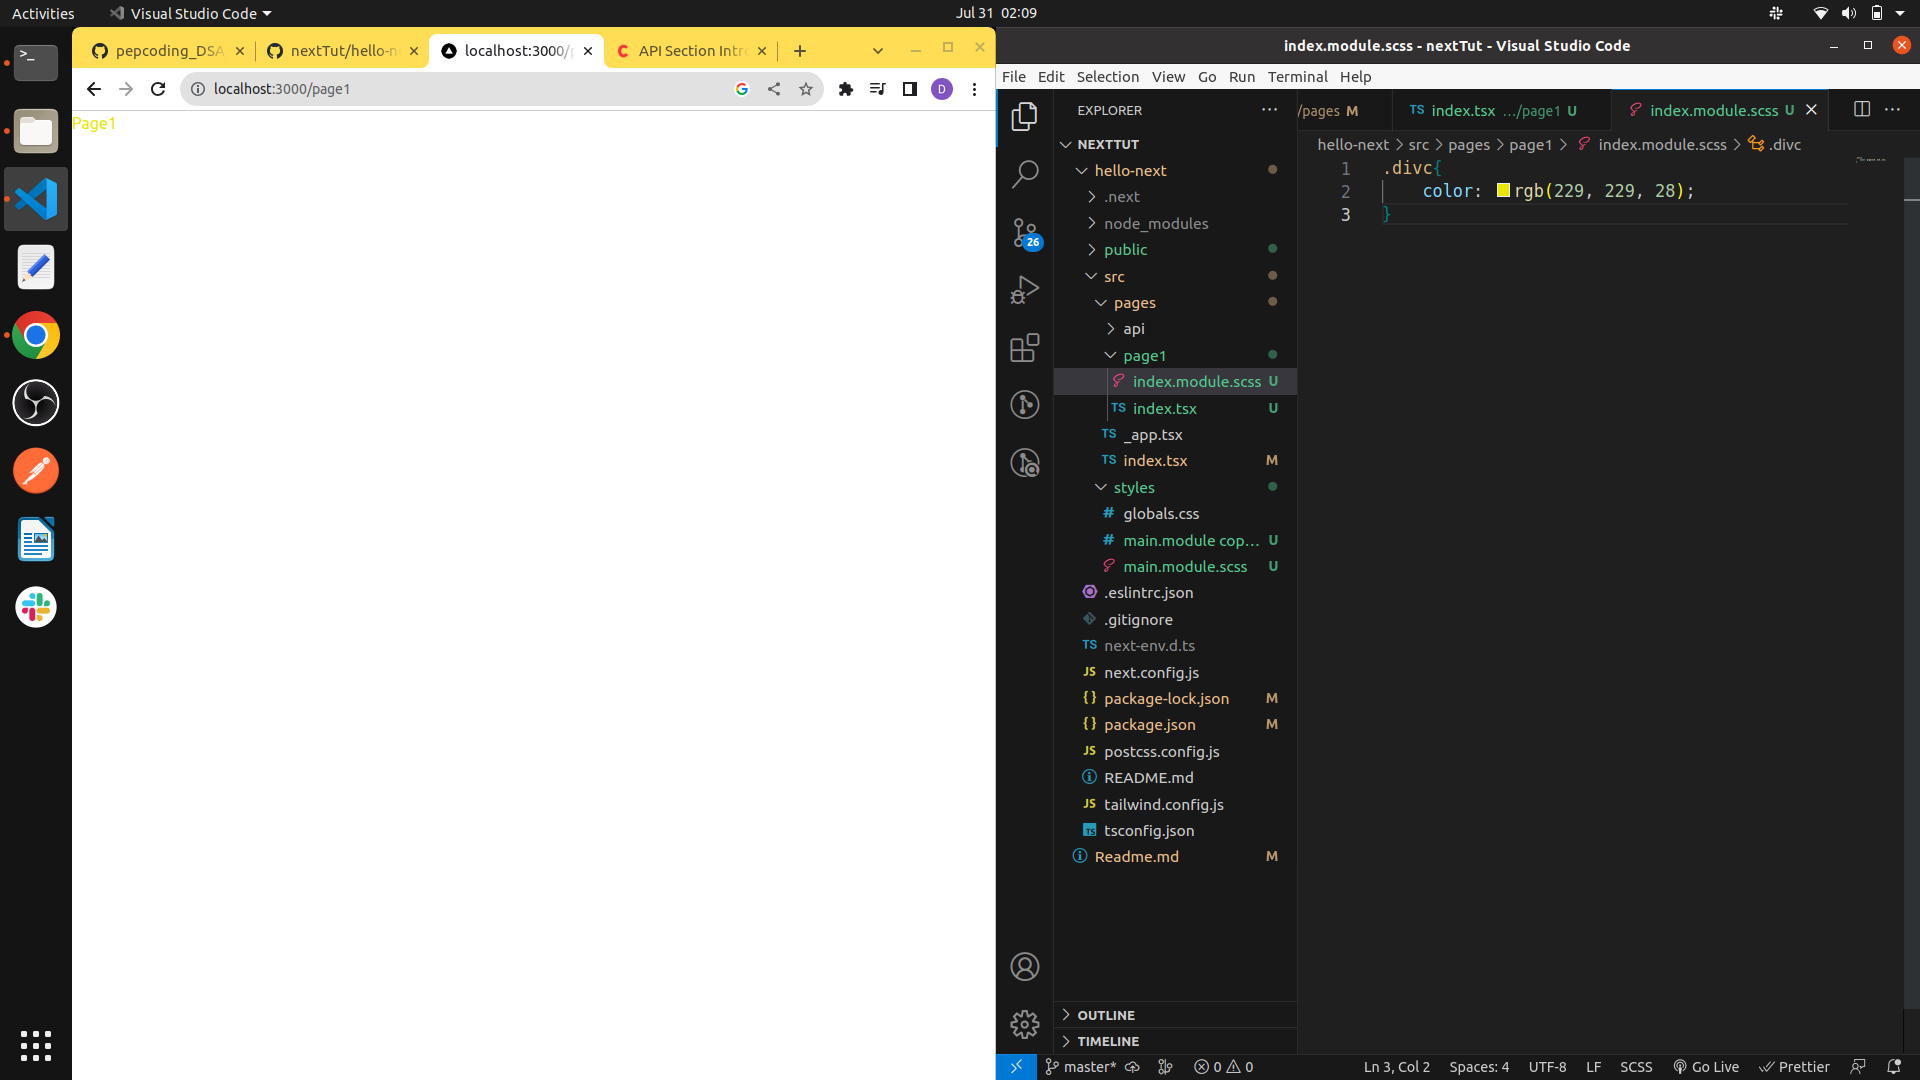 Activities
Visual Studio Code
Jul 31 02:09
pepcoding_DSA
nextTut/hello-n
localhost:3000/p
API Section Intr
localhost:3000/page1
D
Page1
index.module.scss - nextTut - Visual Studio Code
File Edit Selection View Go Run Terminal Help
EXPLORER
/pages M
TS index.tsx .../page1 U
index.module.scss U
hello-next > src > pages > page1 > index.module.scss > .divc
NEXTTUT
hello-next
.next
node_modules
public
src
pages
api
page1
index.module.scss U
TS index.tsx U
TS _app.tsx
TS index.tsx M
styles
# globals.css
# main.module cop... U
main.module.scss U
.eslintrc.json
.gitignore
TS next-env.d.ts
JS next.config.js
{} package-lock.json M
{} package.json M
JS postcss.config.js
README.md
JS tailwind.config.js
TS tsconfig.json
Readme.md M
OUTLINE
TIMELINE
26
1 .divc{
2 color: rgb(229, 229, 28);
3 }
master* 0 0 Ln 3, Col 2 Spaces: 4 UTF-8 LF SCSS Go Live Prettier